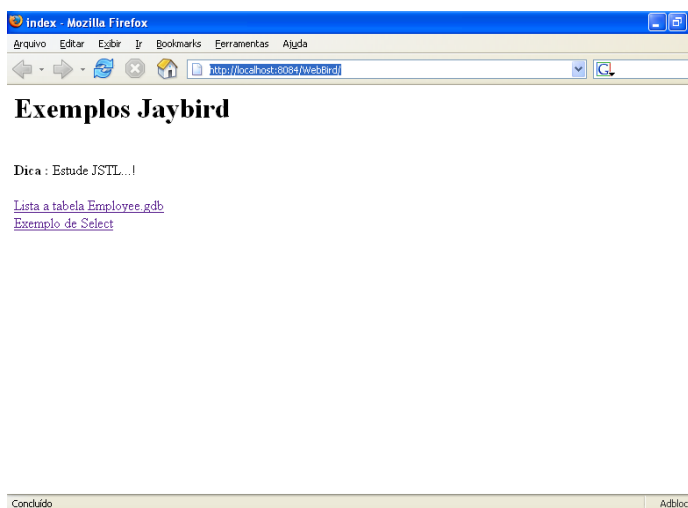 index - Mozilla Firefox
Arquivo Editar Exibir Ir Bookmarks Ferramentas Ajuda
http://localhost:8084/WebBird/
G
Exemplos Jaybird
Dica : Estude JSTL...!
Lista a tabela Employee.gdb
Exemplo de Select
Concluído Adbloc